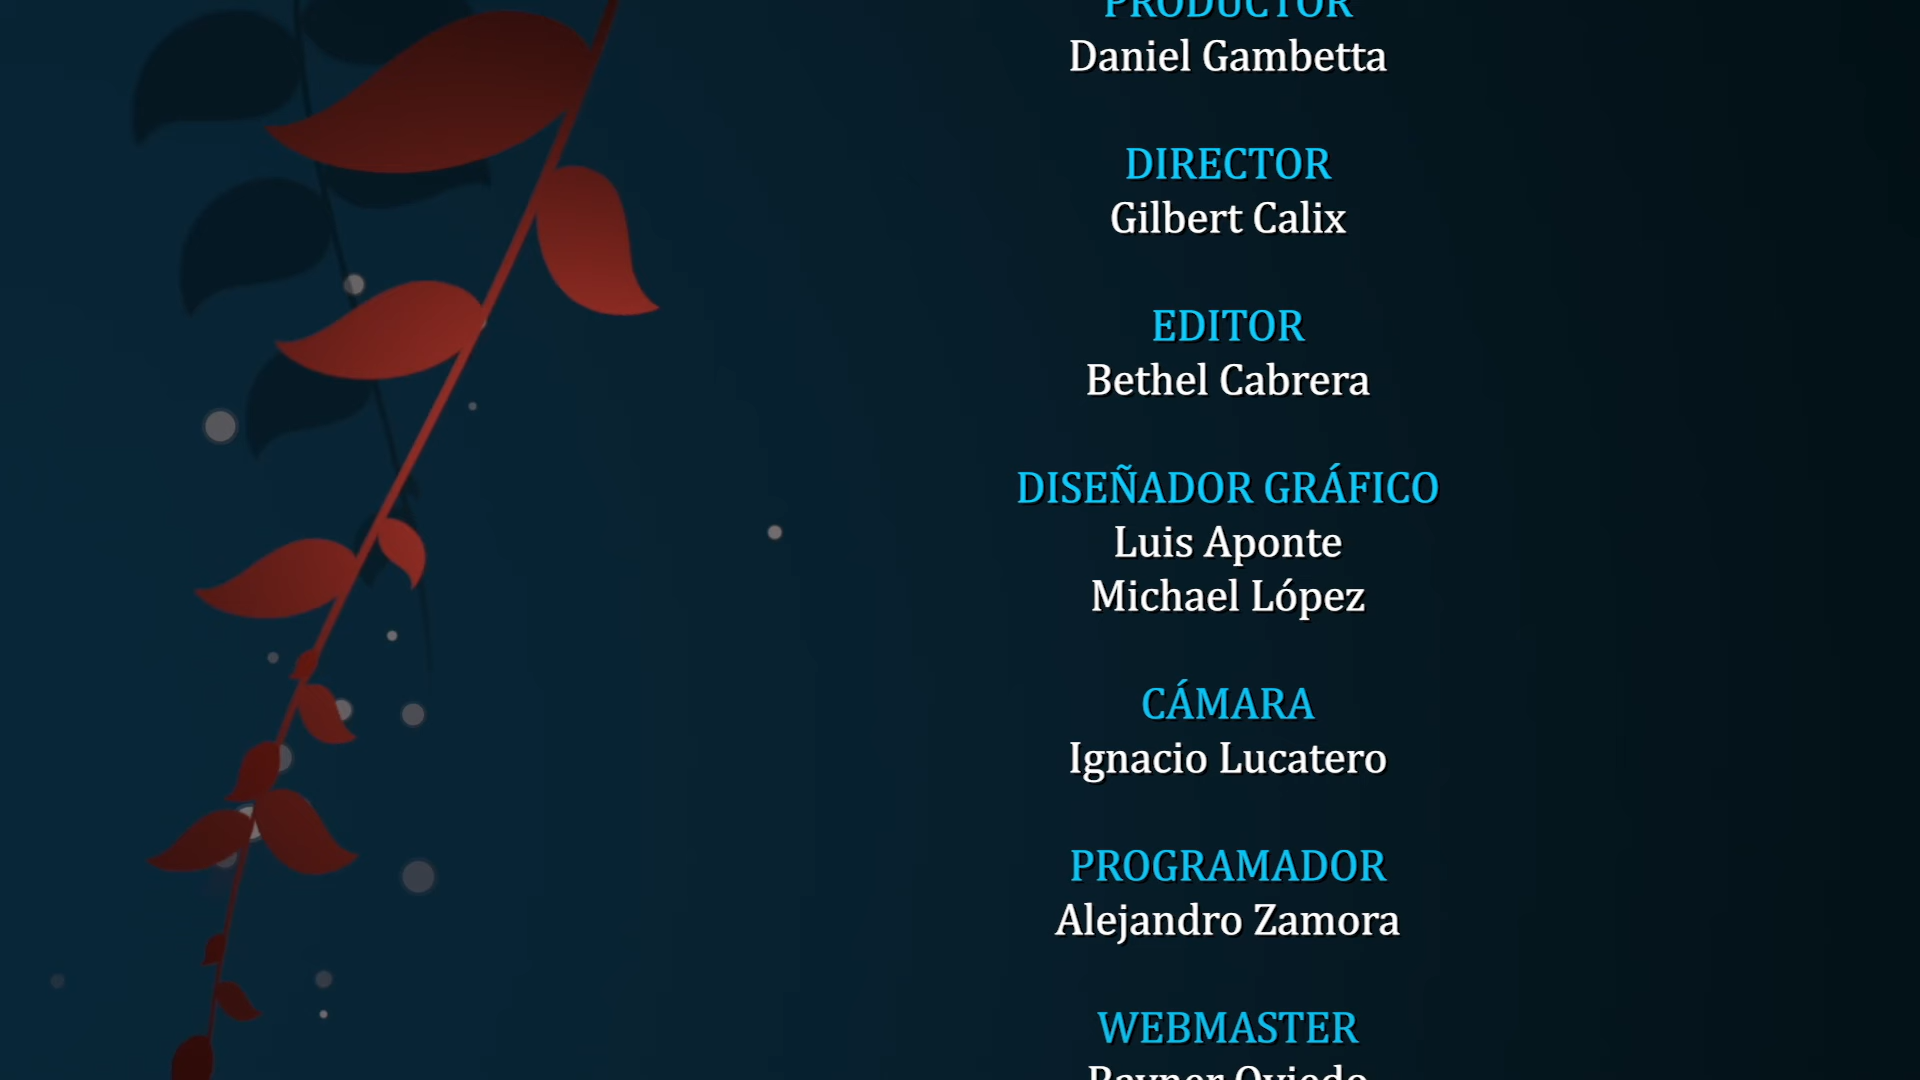 PRODUCTOR
Daniel Gambetta
DIRECTOR
Gilbert Calix
EDITOR
Bethel Cabrera
DISEÑADOR GRÁFICO
Luis Aponte
Michael López
CÁMARA
Ignacio Lucatero
PROGRAMADOR
Alejandro Zamora
WEBMASTER